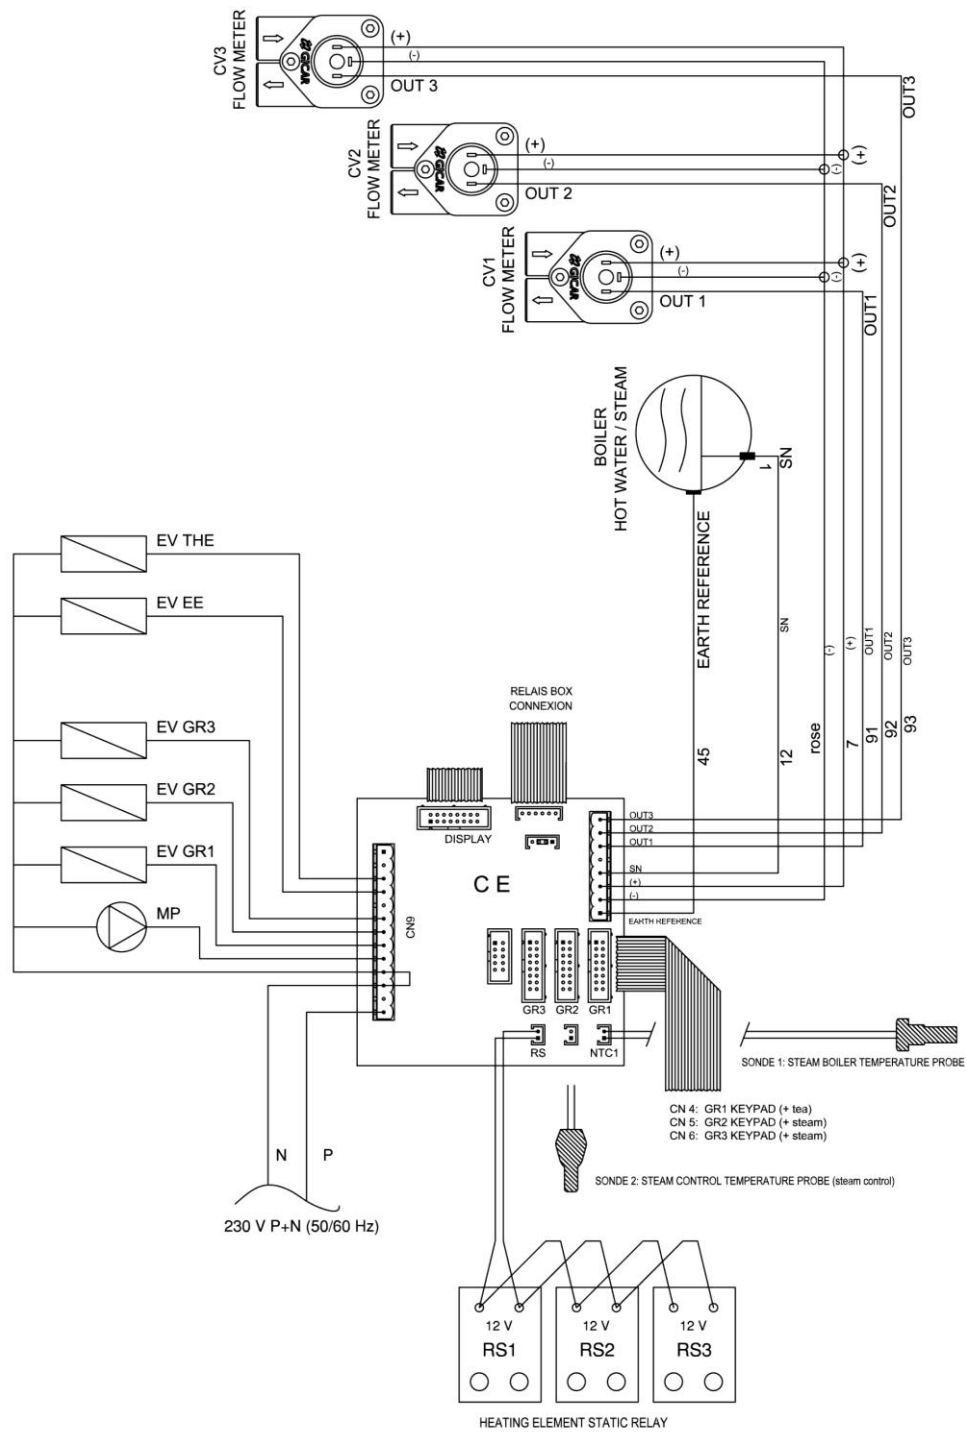 CV3
FLOW METER
GICAR
(+)
(-)
OUT 3
OUT3
CV2
FLOW METER
GICAR
(+)
(-)
OUT 2
(+)
(-)
OUT2
CV1
FLOW METER
GICAR
(+)
(-)
OUT 1
(+)
(-)
OUT1
BOILER
HOT WATER / STEAM
1
SN
EARTH REFERENCE
SN
(-)
(+)
OUT1
OUT2
OUT3
45
12
rose
7
91
92
93
EV THE
EV EE
EV GR3
EV GR2
EV GR1
MP
RELAIS BOX
CONNEXION
DISPLAY
C E
CN9
OUT3
OUT2
OUT1
SN
(+)
(-)
EARTH REFERENCE
GR3
GR2
GR1
RS
NTC1
SONDE 1: STEAM BOILER TEMPERATURE PROBE
CN 4: GR1 KEYPAD (+ tea)
CN 5: GR2 KEYPAD (+ steam)
CN 6: GR3 KEYPAD (+ steam)
SONDE 2: STEAM CONTROL TEMPERATURE PROBE (steam control)
N
P
230 V P+N (50/60 Hz)
12 V
RS1
12 V
RS2
12 V
RS3
HEATING ELEMENT STATIC RELAY